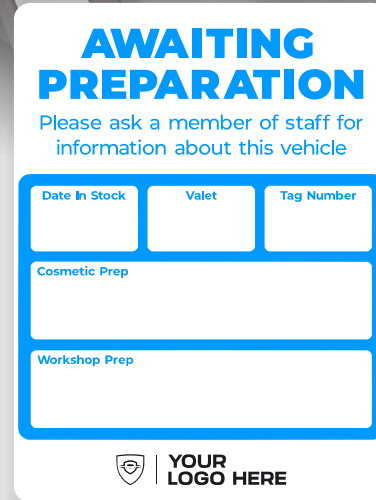 AWAITING
PREPARATION
Please ask a member of staff for
information about this vehicle
Date In Stock
Valet
Tag Number
Cosmetic Prep
Workshop Prep
YOUR
LOGO HERE